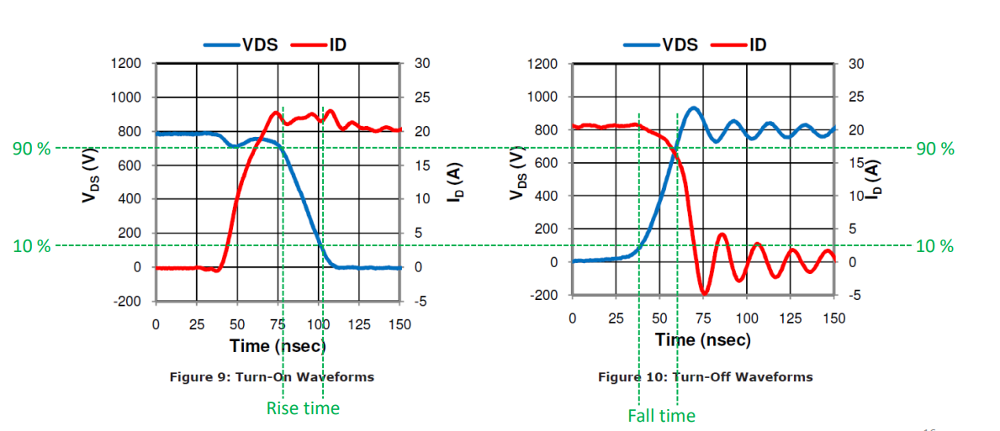 VDS ID
1200
1000
800
600
400
200
0
-200
30
25
20
15
10
5
0
-5
90 %
10 %
VDS (V)
ID (A)
0 25 50 75 100 125 150
Time (nsec)
Figure 9: Turn-On Waveforms
Rise time
VDS ID
1200
1000
800
600
400
200
0
-200
30
25
20
15
10
5
0
-5
90 %
10 %
VDS (V)
ID (A)
0 25 50 75 100 125 150
Time (nsec)
Figure 10: Turn-Off Waveforms
Fall time